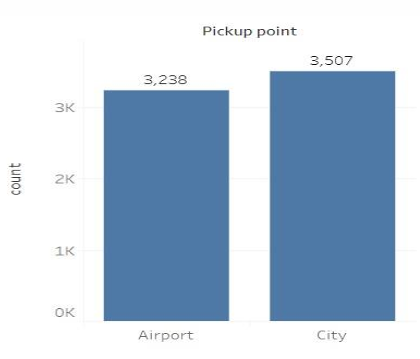 Pickup point
3,507
3,238
3K
2K
count
1K
0K
Airport City